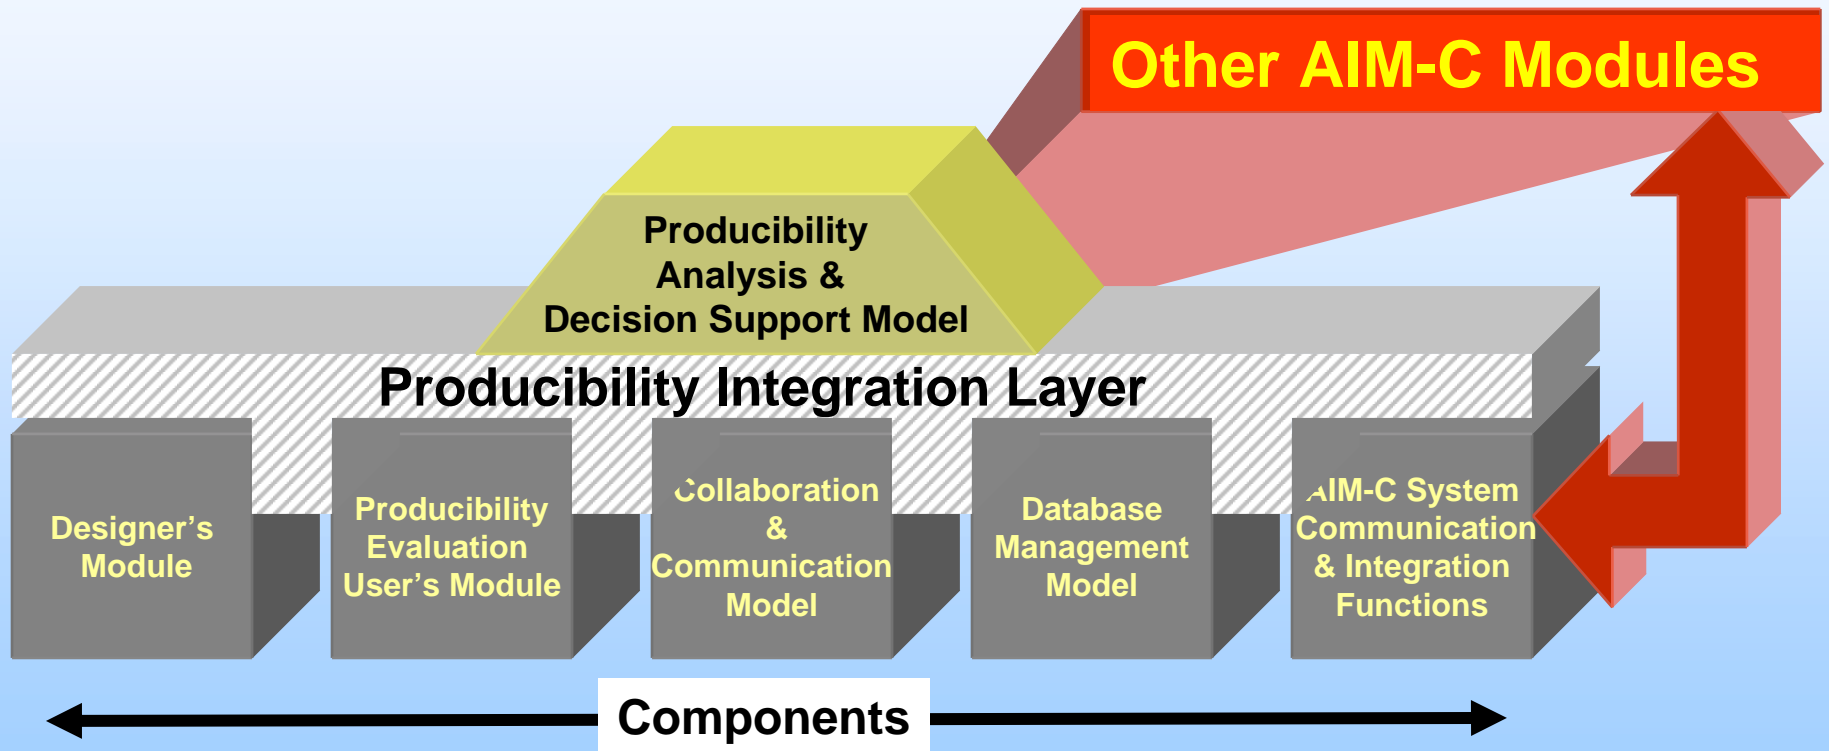 Other AIM-C Modules
Producibility
Analysis &
Decision Support Model
Producibility Integration Layer
Designer’s
Module
Producibility
Evaluation
User’s Module
Collaboration
&
Communication
Model
Database
Management
Model
AIM-C System
Communication
& Integration
Functions
Components